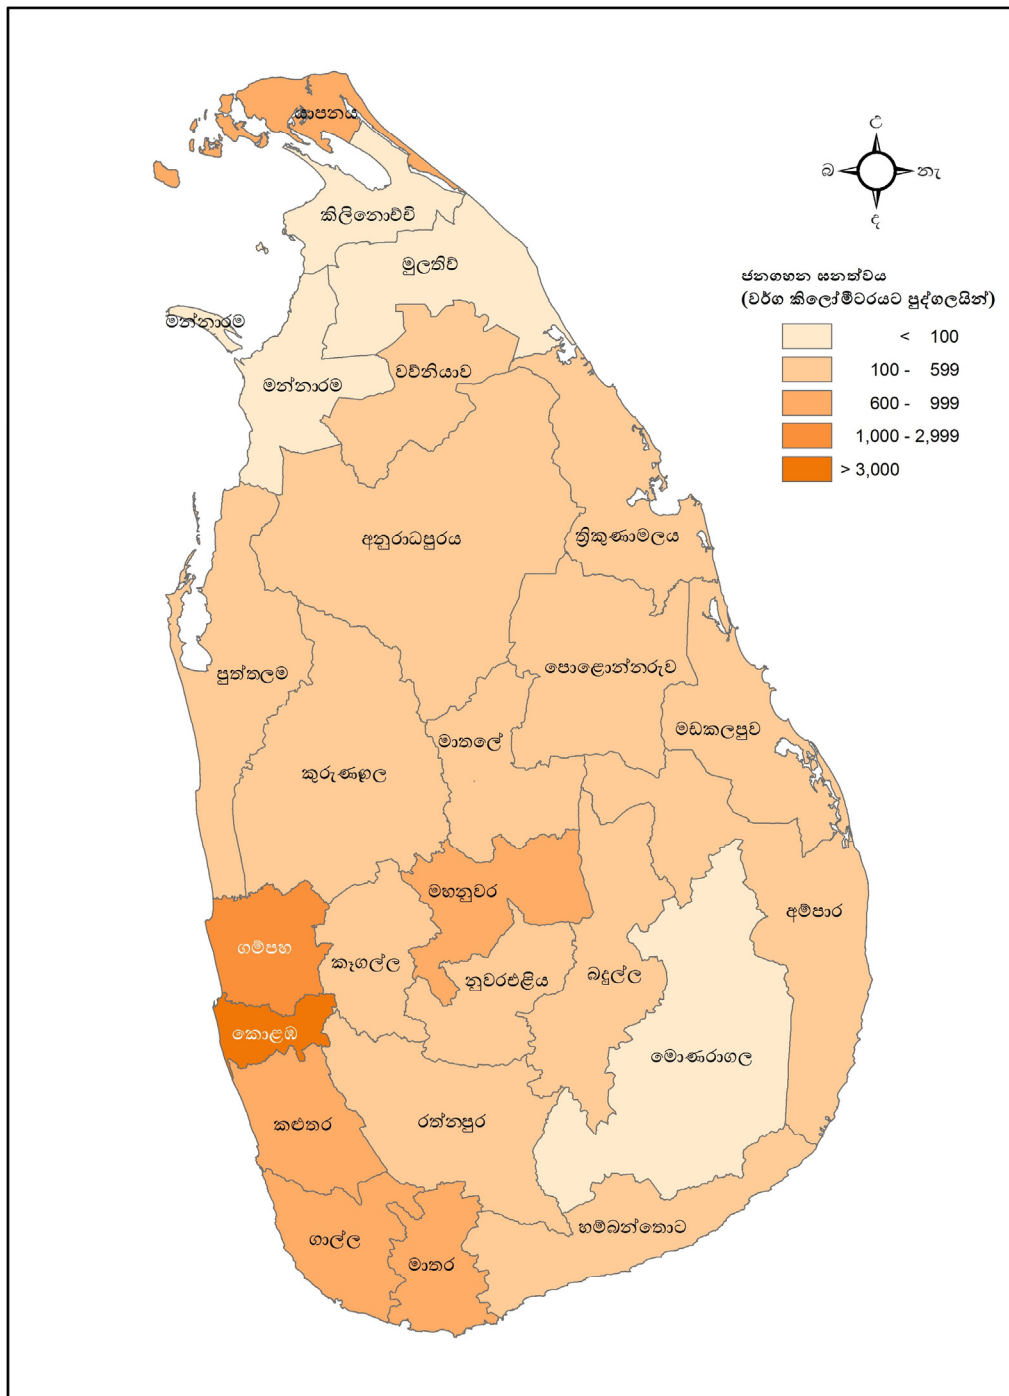 යාපනය
උ
බ
නැ
ද
කිලිනොච්චි
මුලතිව්
ජනගහන ඝනත්වය
(වර්ග කිලෝමීටරයට පුද්ගලයින්)
< 100
100 - 599
600 - 999
1,000 - 2,999
> 3,000
මන්නාරම
මන්නාරම
වව්නියාව
අනුරාධපුරය
ත්‍රිකුණාමලය
පුත්තලම
පොළොන්නරුව
මඩකලපුව
මාතලේ
කුරුණෑගල
මහනුවර
අම්පාර
ගම්පහ
කෑගල්ල
නුවරඑළිය
බදුල්ල
කොළඹ
මොණරාගල
කළුතර
රත්නපුර
හම්බන්තොට
ගාල්ල
මාතර